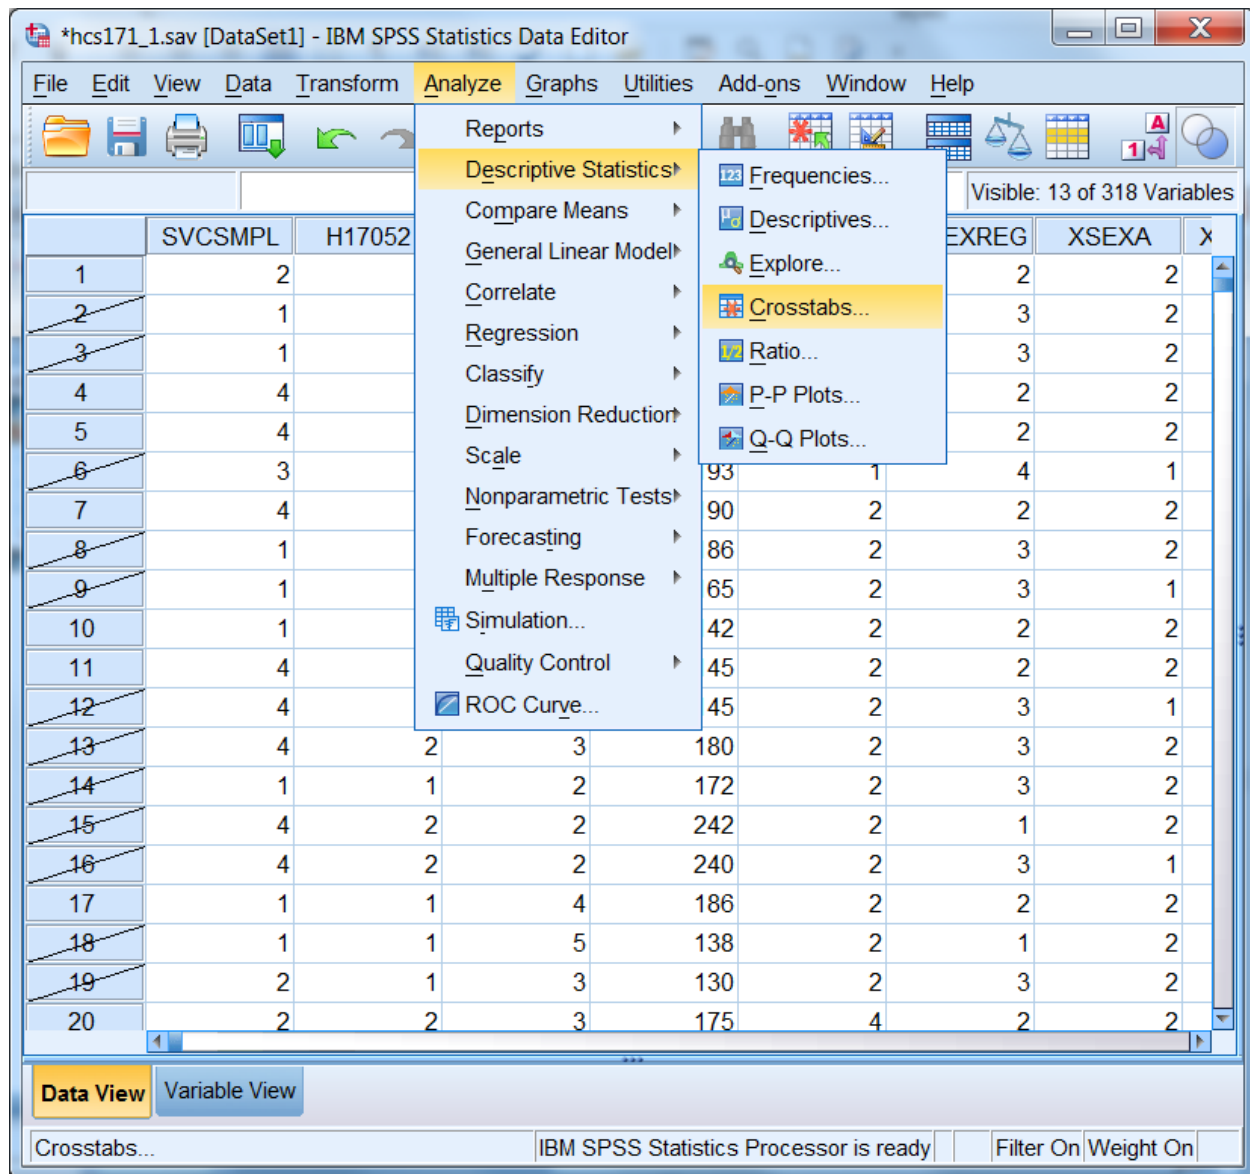 *hcs171_1.sav [DataSet1] - IBM SPSS Statistics Data Editor
File Edit View Data Transform Analyze Graphs Utilities Add-ons Window Help
Visible: 13 of 318 Variables
Reports
Descriptive Statistics
Compare Means
General Linear Model
Correlate
Regression
Classify
Dimension Reduction
Scale
Nonparametric Tests
Forecasting
Multiple Response
Simulation...
Quality Control
ROC Curve...
123 Frequencies...
Descriptives...
Explore...
Crosstabs...
1/2 Ratio...
P-P Plots...
Q-Q Plots...
A
1
SVCSMPL H17052 EXREG XSEXA X
1 2 2 2
2 1 3 2
3 1 3 2
4 4 2 2
5 4 2 2
6 3 93 1 4 1
7 4 90 2 2 2
8 1 86 2 3 2
9 1 65 2 3 1
10 1 42 2 2 2
11 4 45 2 2 2
12 4 45 2 3 1
13 4 2 3 180 2 3 2
14 1 1 2 172 2 3 2
15 4 2 2 242 2 1 2
16 4 2 2 240 2 3 1
17 1 1 4 186 2 2 2
18 1 1 5 138 2 1 2
19 2 1 3 130 2 3 2
20 2 2 3 175 4 2 2
Data View Variable View
Crosstabs... IBM SPSS Statistics Processor is ready Filter On Weight On